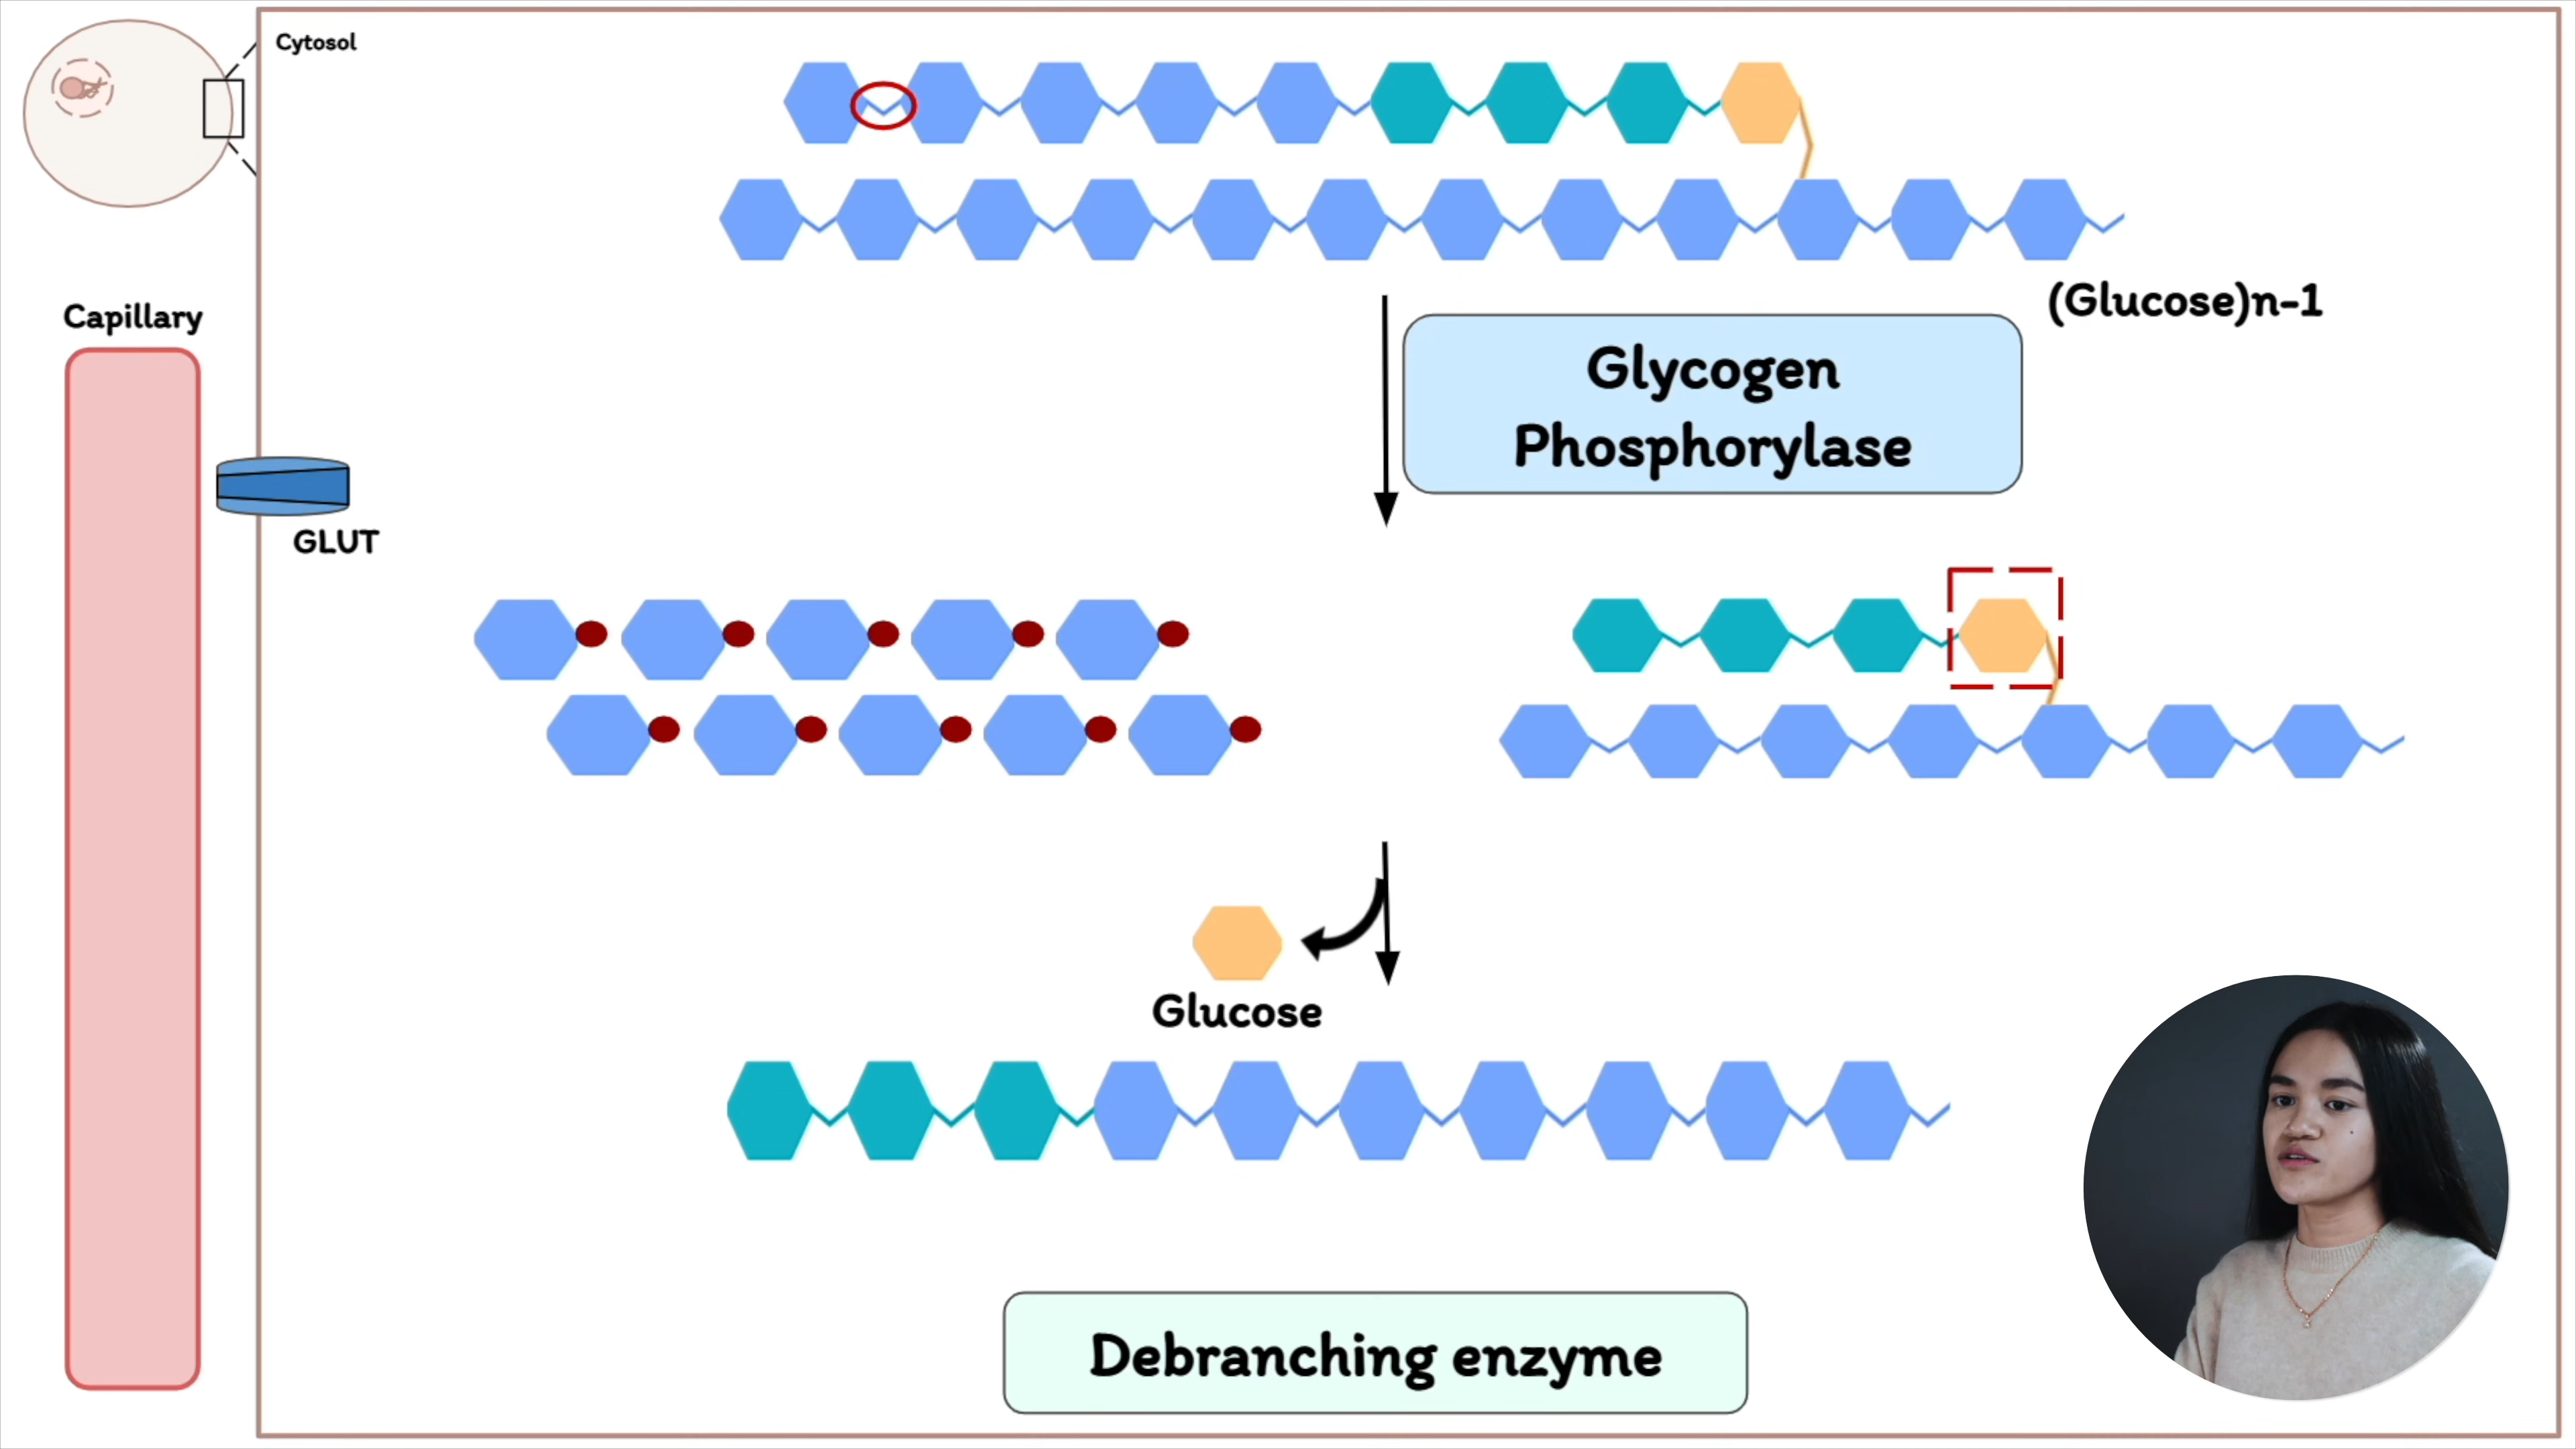 Cytosol
(Glucose)n-1
Capillary
Glycogen
Phosphorylase
GLUT
Glucose
Debranching enzyme